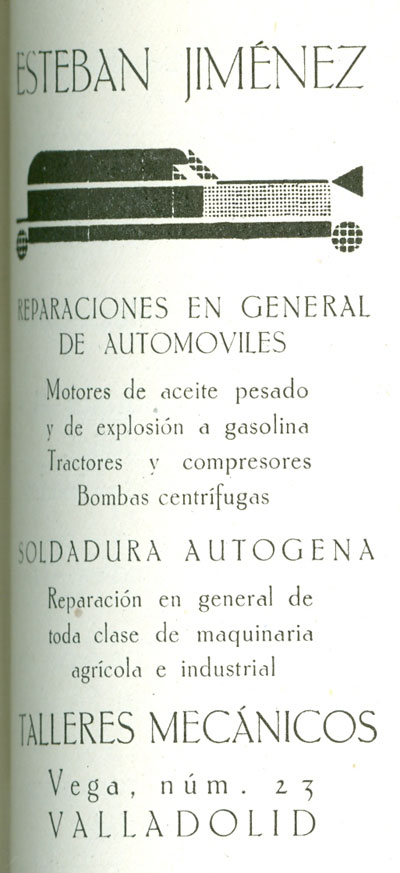 ESTEBAN JIMÉNEZ
REPARACIONES EN GENERAL
DE AUTOMOVILES
Motores de aceite pesado
y de explosión a gasolina
Tractores y compresores
Bombas centrífugas
SOLDADURA AUTOGENA
Reparación en general de
toda clase de maquinaria
agrícola e industrial
TALLERES MECÁNICOS
Vega, núm. 23
VALLADOLID